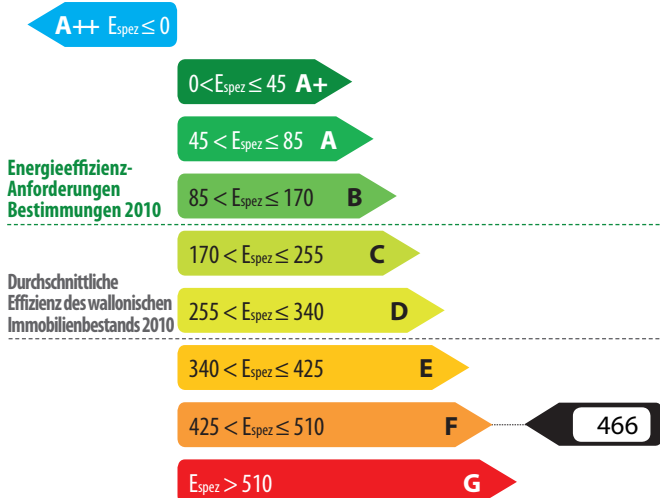 A++ Espez ≤ 0
0 < Espez ≤ 45 A+
45 < Espez ≤ 85 A
Energieeffizienz-
Anforderungen
Bestimmungen 2010
85 < Espez ≤ 170 B
170 < Espez ≤ 255 C
Durchschnittliche
Effizienz des wallonischen
Immobilienbestands 2010
255 < Espez ≤ 340 D
340 < Espez ≤ 425 E
425 < Espez ≤ 510 F 466
Espez > 510 G